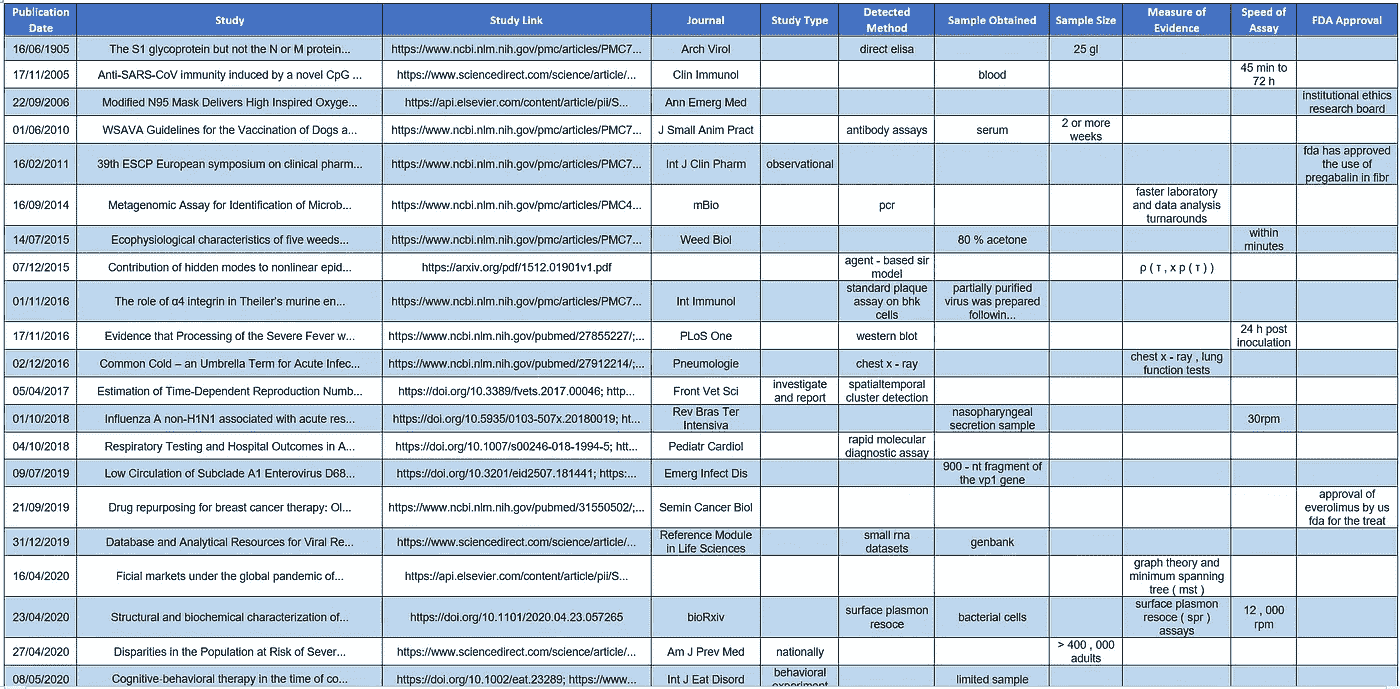 Publication Date Study Study Link Journal Study Type Detected Method Sample Obtained Sample Size Measure of Evidence Speed of Assay FDA Approval
16/06/1905 The S1 glycoprotein but not the N or M protein... https://www.ncbi.nlm.nih.gov/pmc/articles/PMC7... Arch Virol direct elisa 25 gl
17/11/2005 Anti-SARS-CoV immunity induced by a novel CpG ... https://www.sciencedirect.com/science/article/... Clin Immunol blood 45 min to 72 h
22/09/2006 Modified N95 Mask Delivers High Inspired Oxyge... https://api.elsevier.com/content/article/pii/S... Ann Emerg Med institutional ethics research board
01/06/2010 WSAVA Guidelines for the Vaccination of Dogs a... https://www.ncbi.nlm.nih.gov/pmc/articles/PMC7... J Small Anim Pract antibody assays serum 2 or more weeks
16/02/2011 39th ESCP European symposium on clinical pharm... https://www.ncbi.nlm.nih.gov/pmc/articles/PMC7... Int J Clin Pharm observational fda has approved the use of pregabalin in fibr
16/09/2014 Metagenomic Assay for Identification of Microb... https://www.ncbi.nlm.nih.gov/pmc/articles/PMC4... mBio pcr faster laboratory and data analysis turnarounds
14/07/2015 Ecophysiological characteristics of five weeds... https://www.ncbi.nlm.nih.gov/pmc/articles/PMC7... Weed Biol 80 % acetone within minutes
07/12/2015 Contribution of hidden modes to nonlinear epid... https://arxiv.org/pdf/1512.01901v1.pdf agent - based sir model ρ ( τ , x p ( τ ) )
01/11/2016 The role of α4 integrin in Theiler's murine en... https://www.ncbi.nlm.nih.gov/pmc/articles/PMC7... Int Immunol standard plaque assay on bhk cells partially purified virus was prepared followin...
17/11/2016 Evidence that Processing of the Severe Fever w... https://www.ncbi.nlm.nih.gov/pubmed/27855227/;... PLoS One western blot 24 h post inoculation
02/12/2016 Common Cold – an Umbrella Term for Acute Infec... https://www.ncbi.nlm.nih.gov/pubmed/27912214/;... Pneumologie chest x - ray chest x - ray , lung function tests
05/04/2017 Estimation of Time-Dependent Reproduction Numb... https://doi.org/10.3389/fvets.2017.00046; http... Front Vet Sci investigate and report spatialtemporal cluster detection
01/10/2018 Influenza A non-H1N1 associated with acute res... https://doi.org/10.5935/0103-507x.20180019; ht... Rev Bras Ter Intensiva nasopharyngeal secretion sample 30rpm
04/10/2018 Respiratory Testing and Hospital Outcomes in A... https://doi.org/10.1007/s00246-018-1994-5; htt... Pediatr Cardiol rapid molecular diagnostic assay
09/07/2019 Low Circulation of Subclade A1 Enterovirus D68... https://doi.org/10.3201/eid2507.181441; https:... Emerg Infect Dis 900 - nt fragment of the vp1 gene
21/09/2019 Drug repurposing for breast cancer therapy: Ol... https://www.ncbi.nlm.nih.gov/pubmed/31550502/;... Semin Cancer Biol approval of everolimus by us fda for the treat
31/12/2019 Database and Analytical Resources for Viral Re... https://www.sciencedirect.com/science/article/... Reference Module in Life Sciences small rna datasets genbank
16/04/2020 Ficial markets under the global pandemic of... https://api.elsevier.com/content/article/pii/S... graph theory and minimum spanning tree ( mst )
23/04/2020 Structural and biochemical characterization of... https://doi.org/10.1101/2020.04.23.057265 bioRxiv surface plasmon resoce bacterial cells surface plasmon resoce ( spr ) assays 12 , 000 rpm
27/04/2020 Disparities in the Population at Risk of Sever... https://www.sciencedirect.com/science/article/... Am J Prev Med nationally > 400 , 000 adults
08/05/2020 Cognitive-behavioral therapy in the time of co... https://doi.org/10.1002/eat.23289; https://www... Int J Eat Disord behavioral experiment limited sample